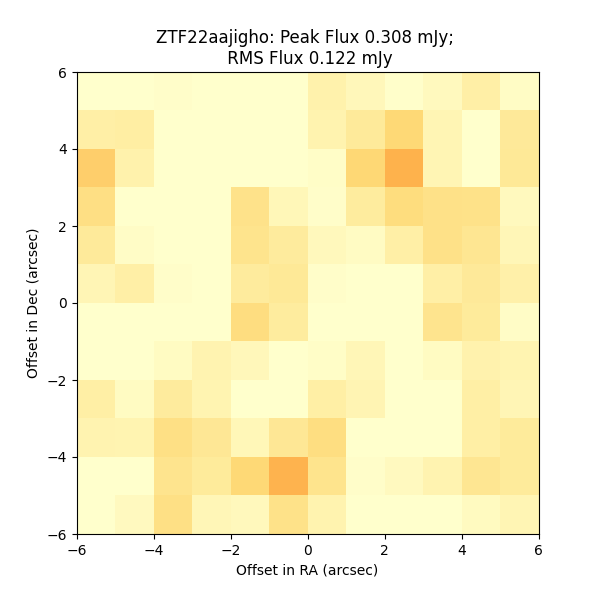 ZTF22aajigho: Peak Flux 0.308 mJy;
RMS Flux 0.122 mJy
6
4
2
0
−2
−4
−6
Offset in Dec (arcsec)
−6 −4 −2 0 2 4 6
Offset in RA (arcsec)